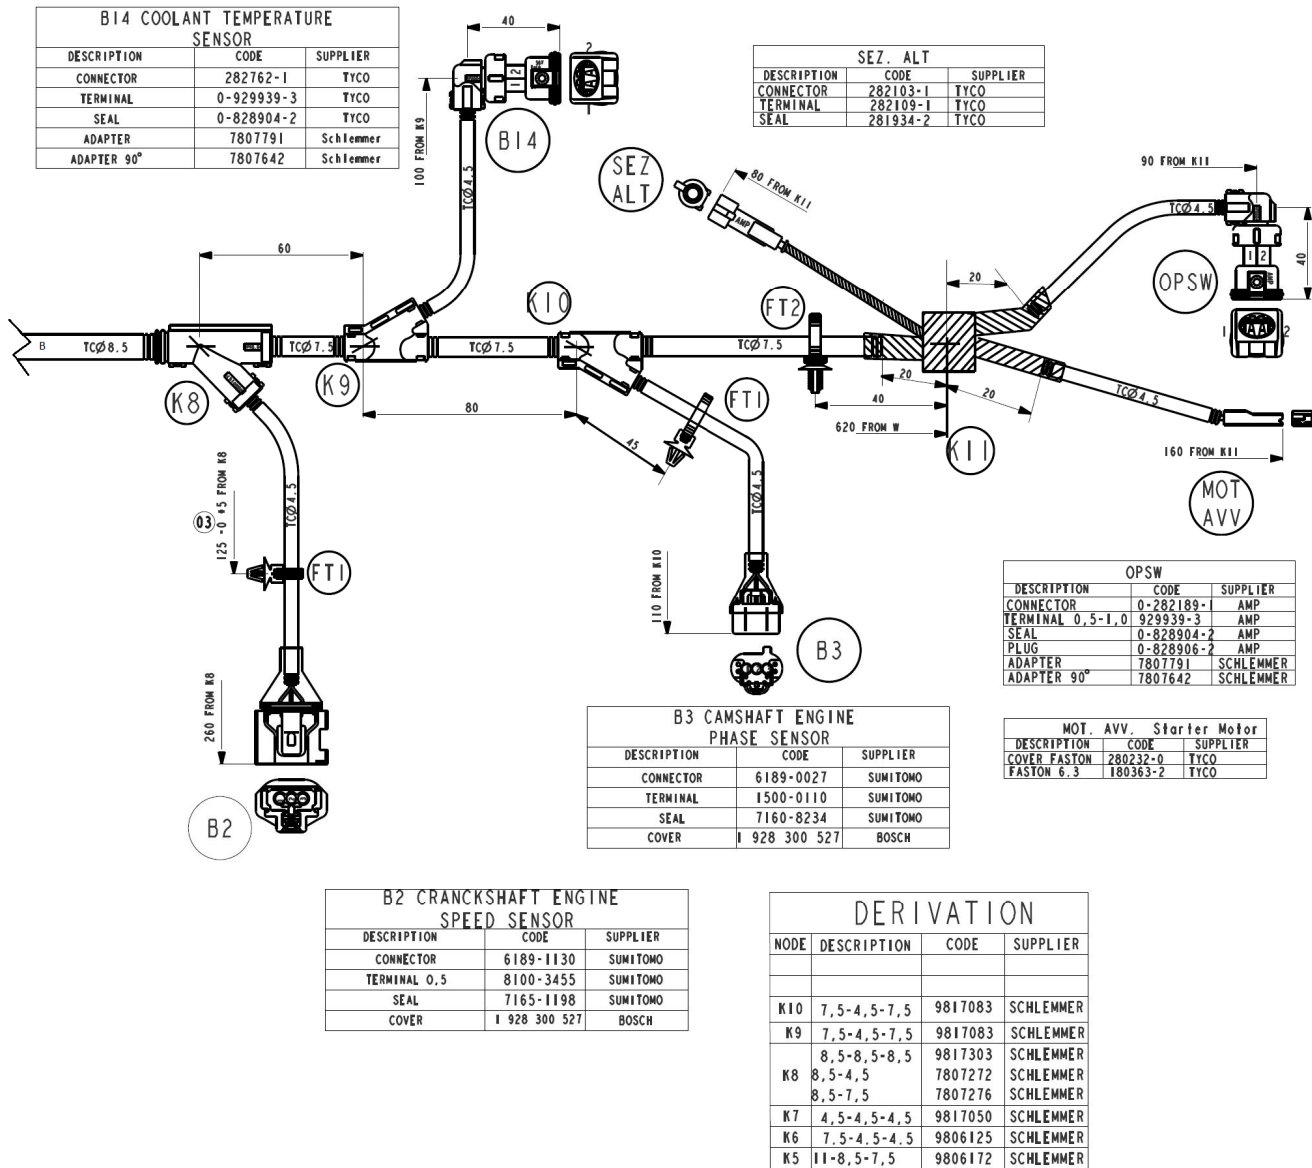 B14 COOLANT TEMPERATURE
SENSOR
DESCRIPTION CODE SUPPLIER
CONNECTOR 282762-1 TYCO
TERMINAL 0-929939-3 TYCO
SEAL 0-828904-2 TYCO
ADAPTER 7807791 Schlemmer
ADAPTER 90° 7807642 Schlemmer
40
2
1 2
1
100 FROM K9
B14
TCØ4.5
SEZ. ALT
DESCRIPTION CODE SUPPLIER
CONNECTOR 282103-1 TYCO
TERMINAL 282109-1 TYCO
SEAL 281934-2 TYCO
SEZ
ALT
80 FROM K11
AMP
90 FROM K11
TCØ4.5
1 2
40
OPSW
1 2
20
60
K10
FT2
B TCØ8.5 TCØ7.5 TCØ7.5 TCØ7.5
K8
K9
80
45
FT1
20
40
20
620 FROM W
K11
TCØ4.5
160 FROM K11
MOT
AVV
03
125 -0 +5 FROM K8
TCØ4.5
FT1
TCØ4.5
110 FROM K10
B3
260 FROM K8
B2
OPSW
DESCRIPTION CODE SUPPLIER
CONNECTOR 0-282189-1 AMP
TERMINAL 0,5-1,0 929939-3 AMP
SEAL 0-828904-2 AMP
PLUG 0-828906-2 AMP
ADAPTER 7807791 SCHLEMMER
ADAPTER 90° 7807642 SCHLEMMER
B3 CAMSHAFT ENGINE
PHASE SENSOR
DESCRIPTION CODE SUPPLIER
CONNECTOR 6189-0027 SUMITOMO
TERMINAL 1500-0110 SUMITOMO
SEAL 7160-8234 SUMITOMO
COVER 1 928 300 527 BOSCH
MOT. AVV. Starter Motor
DESCRIPTION CODE SUPPLIER
COVER FASTON 280232-0 TYCO
FASTON 6.3 180363-2 TYCO
B2 CRANCKSHAFT ENGINE
SPEED SENSOR
DESCRIPTION CODE SUPPLIER
CONNECTOR 6189-1130 SUMITOMO
TERMINAL 0,5 8100-3455 SUMITOMO
SEAL 7165-1198 SUMITOMO
COVER 1 928 300 527 BOSCH
DERIVATION
NODE DESCRIPTION CODE SUPPLIER
K10 7,5-4,5-7,5 9817083 SCHLEMMER
K9 7,5-4,5-7,5 9817083 SCHLEMMER
8,5-8,5-8,5 9817303 SCHLEMMER
K8 8,5-4,5 7807272 SCHLEMMER
8,5-7,5 7807276 SCHLEMMER
K7 4,5-4,5-4,5 9817050 SCHLEMMER
K6 7,5-4,5-4,5 9806125 SCHLEMMER
K5 11-8,5-7,5 9806172 SCHLEMMER